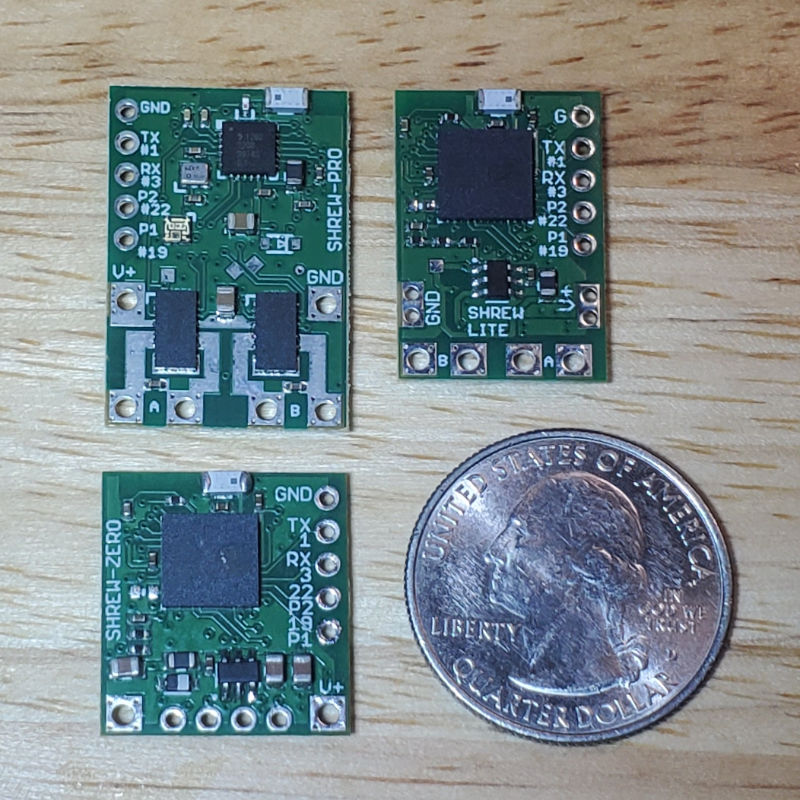 GND
TX
#1
RX
#3
P2
#22
P1
#19
SHREW-PRO
V+
GND
A
B
G
TX
#1
RX
#3
P2
#22
P1
#19
GND
SHREW
LITE
V+
B
A
SHREW-ZERO
GND
TX
1
RX
3
22
P2
19
P1
V+
UNITED STATES OF AMERICA
LIBERTY
IN
GOD WE
TRUST
P
QUARTER DOLLAR